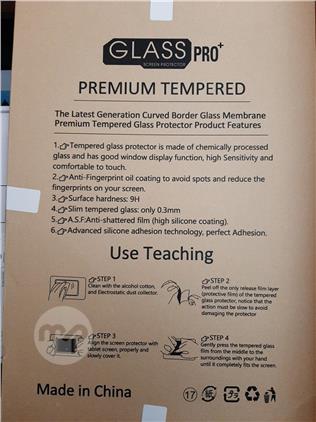 GLASS PRO+
SCREEN PROTECTOR
PREMIUM TEMPERED
The Latest Generation Curved Border Glass Membrane
Premium Tempered Glass Protector Product Features
1.Tempered glass protector is made of chemically processed
glass and has good window display function, high Sensitivity and
comfortable to touch.
2.Anti-Fingerprint oil coating to avoid spots and reduce the
fingerprints on your screen.
3.Surface hardness: 9H
4.Slim tempered glass: only 0.3mm
5.A.S.F:Anti-shattered film (high silicone coating).
6.Advanced silicone adhesion technology, perfect Adhesion.
Use Teaching
STEP 1
Clean with the alcohol cotton,
and Electrostatic dust collector.
STEP 2
Peel off the only release film layer
(protective film) of the tempered
glass protector, notice that the
action must be slow to avoid
damaging the protector
STEP 3
Align the screen protector with
tablet screen, properly and
slowly cover it.
STEP 4
Gently press the tempered glass
film from the middle to the
surroundings with your hand
until it completely fits the screen.
Made in China
17